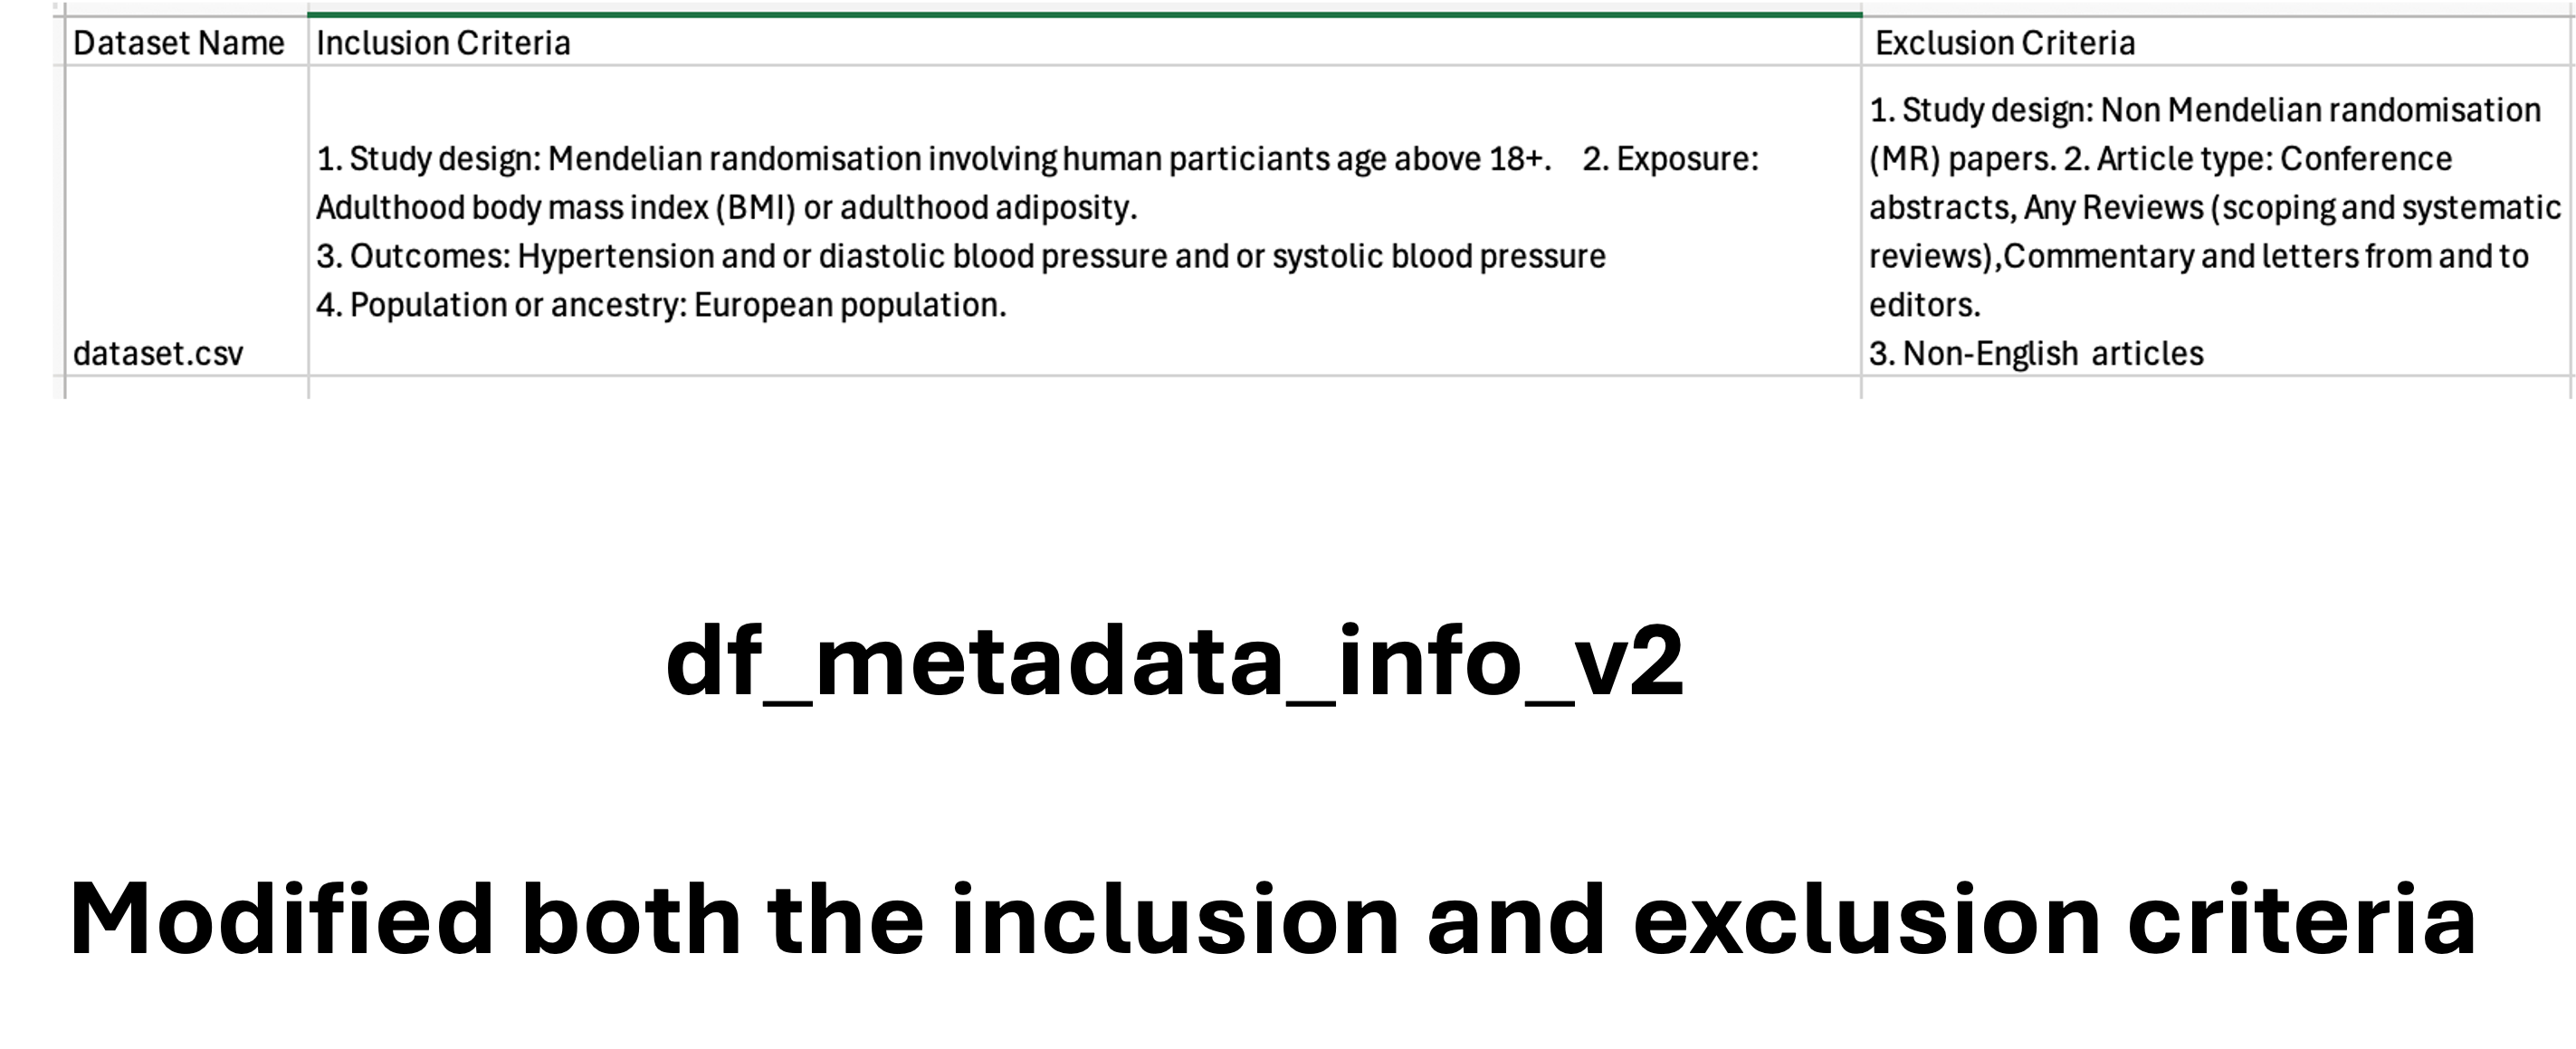 Dataset Name Inclusion Criteria Exclusion Criteria
1. Study design: Mendelian randomisation involving human particiants age above 18+. 2. Exposure:
Adulthood body mass index (BMI) or adulthood adiposity.
3. Outcomes: Hypertension and or diastolic blood pressure and or systolic blood pressure
4. Population or ancestry: European population.
1. Study design: Non Mendelian randomisation
(MR) papers. 2. Article type: Conference
abstracts, Any Reviews (scoping and systematic
reviews),Commentary and letters from and to
editors.
3. Non-English articles
dataset.csv
df_metadata_info_v2
Modified both the inclusion and exclusion criteria